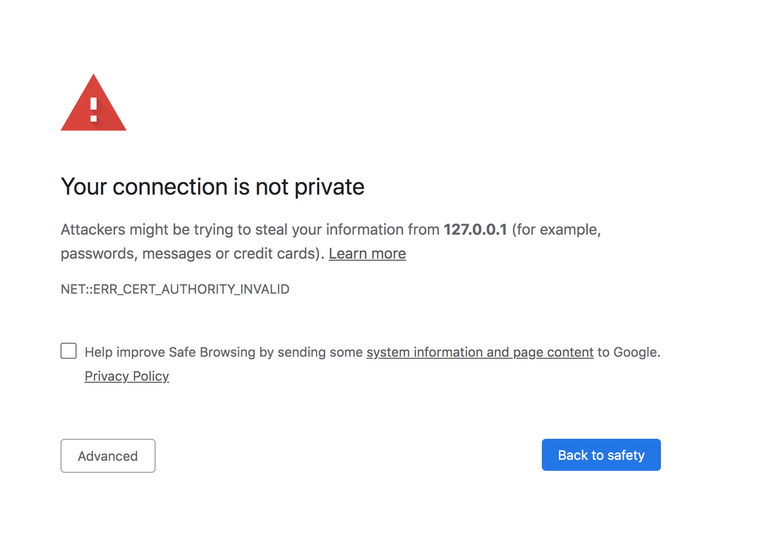 Your connection is not private
Attackers might be trying to steal your information from 127.0.0.1 (for example,
passwords, messages or credit cards). Learn more
NET::ERR_CERT_AUTHORITY_INVALID
Help improve Safe Browsing by sending some system information and page content to Google.
Privacy Policy
Advanced
Back to safety